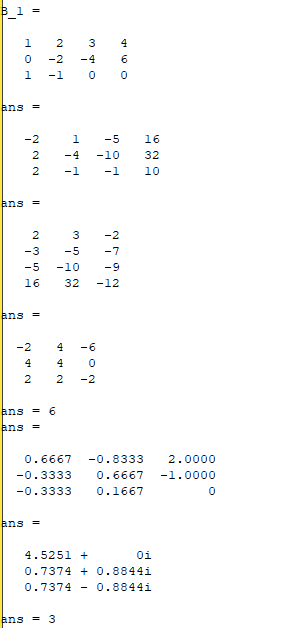 B_1 =
1 2 3 4
0 -2 -4 6
1 -1 0 0
ans =
-2 1 -5 16
2 -4 -10 32
2 -1 -1 10
ans =
2 3 -2
-3 -5 -7
-5 -10 -9
16 32 -12
ans =
-2 4 -6
4 4 0
2 2 -2
ans = 6
ans =
0.6667 -0.8333 2.0000
-0.3333 0.6667 -1.0000
-0.3333 0.1667 0
ans =
4.5251 + 0i
0.7374 + 0.8844i
0.7374 - 0.8844i
ans = 3